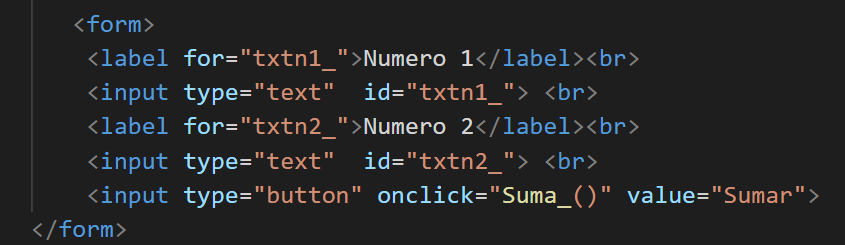 <form>
<label for="txtn1_">Numero 1</label><br>
<input type="text"  id="txtn1_"> <br>
<label for="txtn2_">Numero 2</label><br>
<input type="text"  id="txtn2_"> <br>
<input type="button" onclick="Suma_()" value="Sumar">
</form>